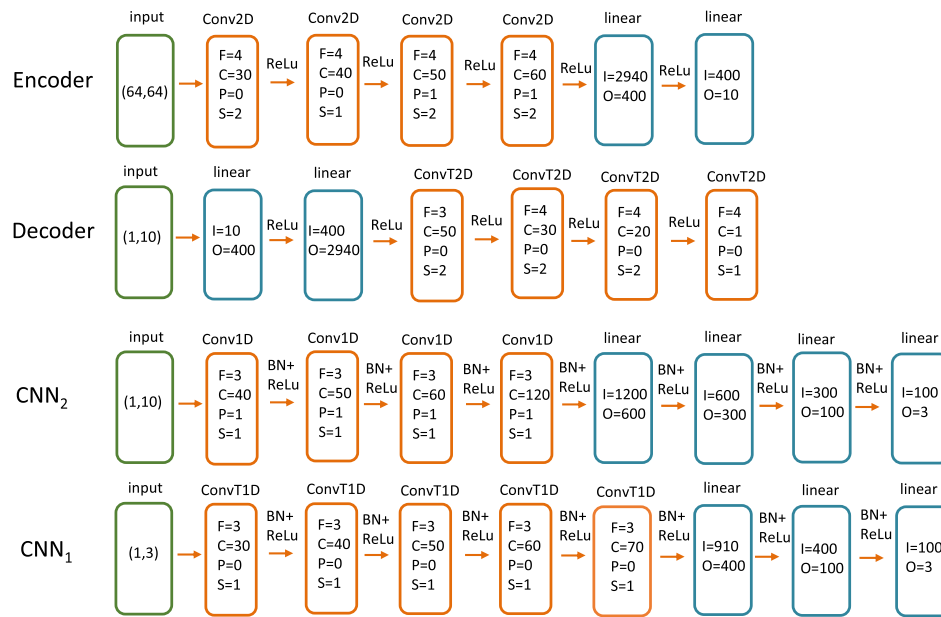 input Conv2D Conv2D Conv2D Conv2D linear linear
Encoder
(64,64)
F=4
C=30
P=0
S=2
ReLu
F=4
C=40
P=0
S=1
ReLu
F=4
C=50
P=1
S=2
ReLu
F=4
C=60
P=1
S=2
ReLu
I=2940
O=400
ReLu
I=400
O=10
input linear linear ConvT2D ConvT2D ConvT2D ConvT2D
Decoder
(1,10)
I=10
O=400
ReLu
I=400
O=2940
ReLu
F=3
C=50
P=0
S=2
ReLu
F=4
C=30
P=0
S=2
ReLu
F=4
C=20
P=0
S=2
ReLu
F=4
C=1
P=0
S=1
input Conv1D Conv1D Conv1D Conv1D linear linear linear linear
CNN2
(1,10)
F=3
C=40
P=1
S=1
BN+
ReLu
F=3
C=50
P=1
S=1
BN+
ReLu
F=3
C=60
P=1
S=1
BN+
ReLu
F=3
C=120
P=1
S=1
BN+
ReLu
I=1200
O=600
BN+
ReLu
I=600
O=300
BN+
ReLu
I=300
O=100
BN+
ReLu
I=100
O=3
input ConvT1D ConvT1D ConvT1D ConvT1D ConvT1D linear linear linear
CNN1
(1,3)
F=3
C=30
P=0
S=1
BN+
ReLu
F=3
C=40
P=0
S=1
BN+
ReLu
F=3
C=50
P=0
S=1
BN+
ReLu
F=3
C=60
P=0
S=1
BN+
ReLu
F=3
C=70
P=0
S=1
BN+
ReLu
I=910
O=400
BN+
ReLu
I=400
O=100
BN+
ReLu
I=100
O=3